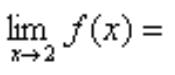 lim f(x) =
x→2